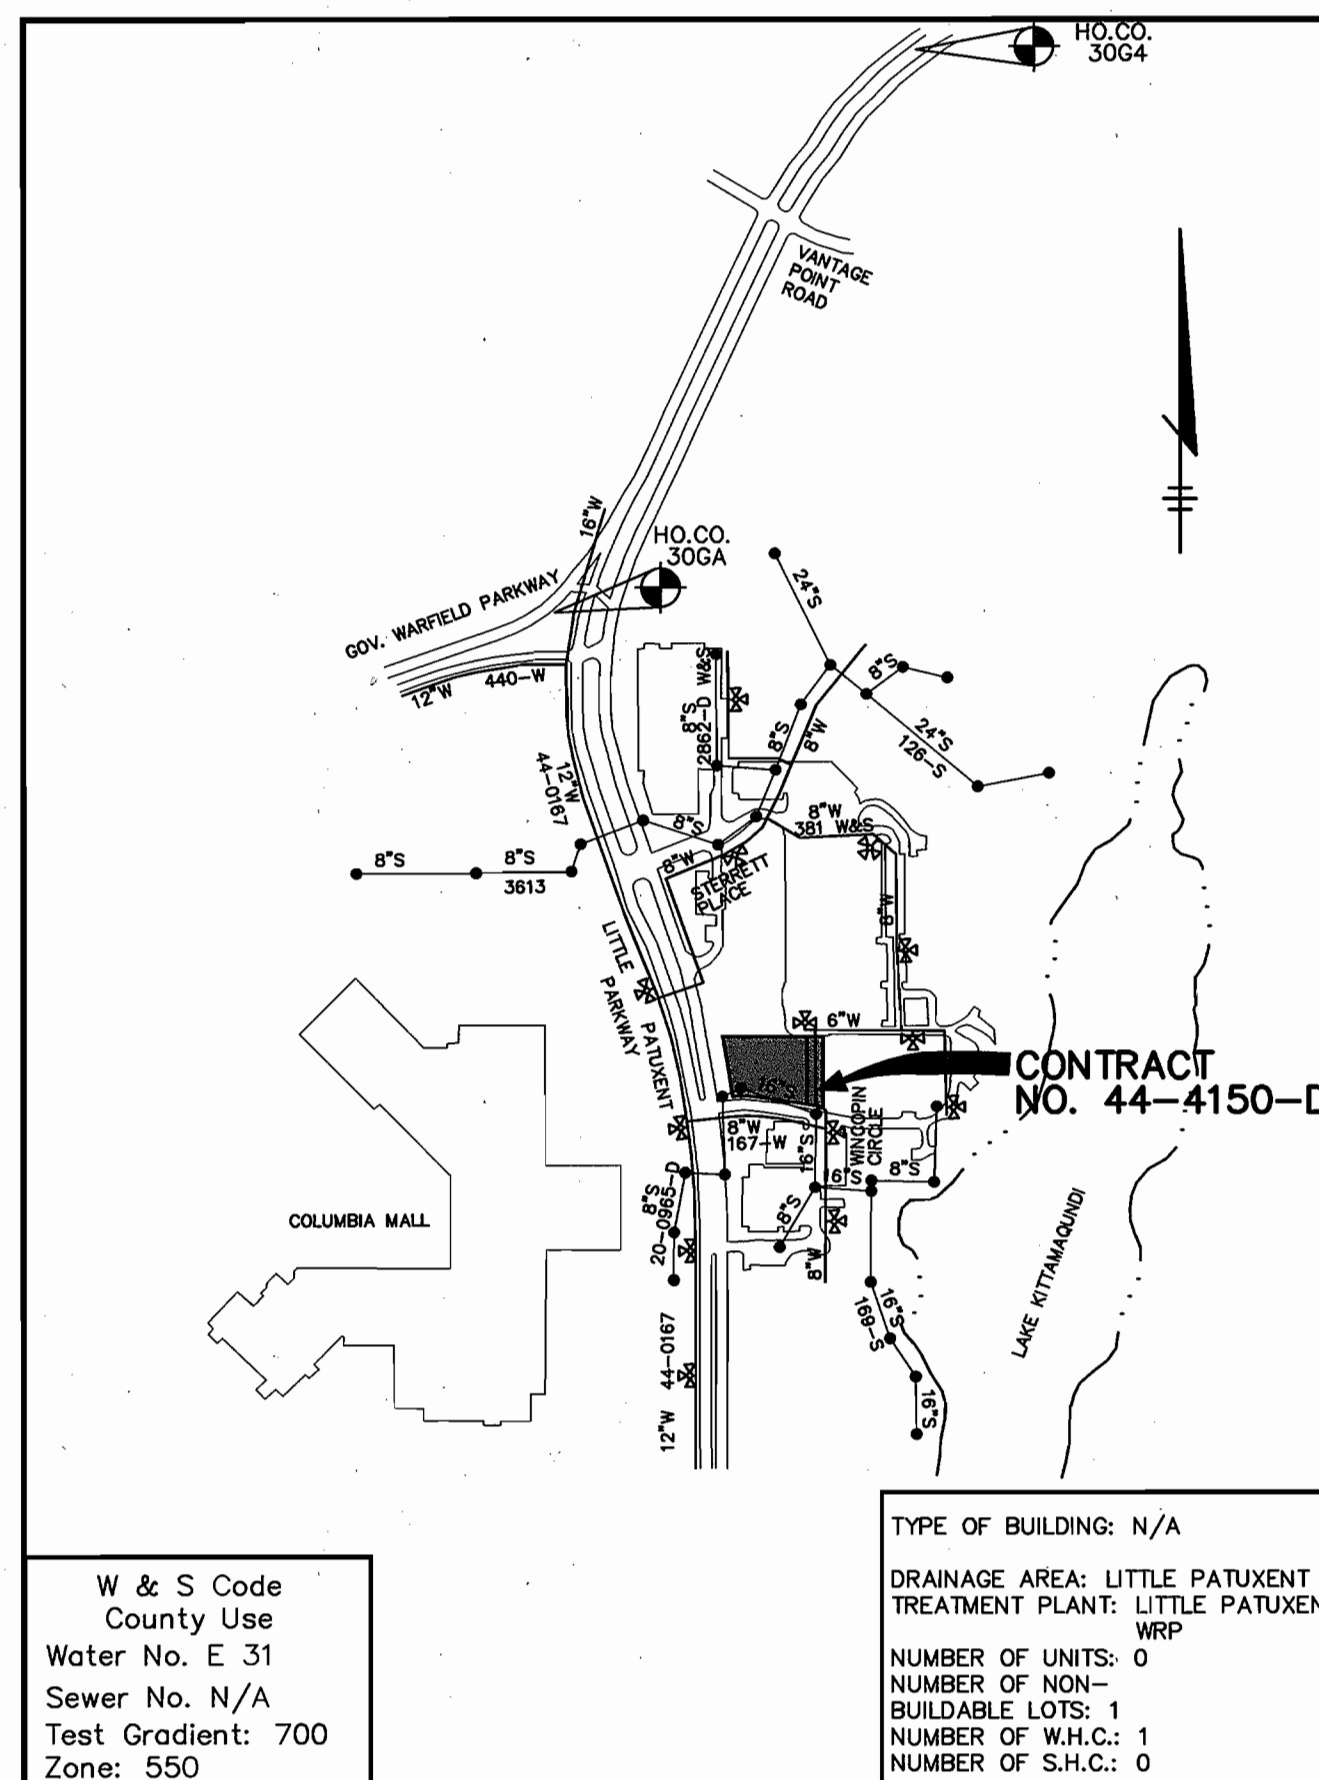 HO.CO.
30G4
VANTAGE
POINT
ROAD
16"W
HO.CO.
30GA
GOV. WARFIELD PARKWAY
24"S
12"W
440-W
8"S
2862-D W&S
8"S
8"W
8"S
24"S
126-S
12"W
44-0167
8"S
8"W
381 W&S
8"S
8"S
3613
8"W
STERRETT
PLACE
8"W
LITTLE PATUXENT
PARKWAY
6"W
16"S
CONTRACT
NO. 44-4150-D
8"W
167-W
16"S
WINCOPIN
CIRCLE
16"S
8"S
8"S
20-0965-D
8"S
8"W
COLUMBIA MALL
LAKE KITTAMAQUNDI
16"S
169-S
16"S
12"W 44-0167
TYPE OF BUILDING: N/A
DRAINAGE AREA: LITTLE PATUXENT
TREATMENT PLANT: LITTLE PATUXEN
WRP
NUMBER OF UNITS: 0
NUMBER OF NON-
BUILDABLE LOTS: 1
NUMBER OF W.H.C.: 1
NUMBER OF S.H.C.: 0
W & S Code
County Use
Water No. E 31
Sewer No. N/A
Test Gradient: 700
Zone: 550